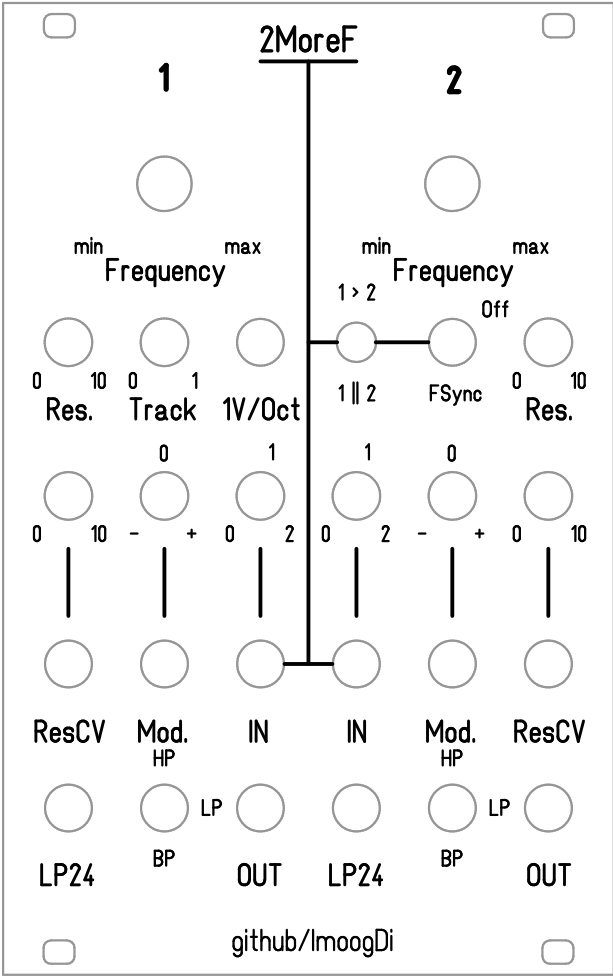 2MoreF
1 2
min max min max
Frequency Frequency
1 > 2
Off
0 10 0 1 0 10
Res. Track 1V/Oct 1 || 2 FSync Res.
0 1 1 0
0 10 - + 0 2 0 2 - + 0 10
ResCV Mod. IN IN Mod. ResCV
HP HP
LP LP
BP BP
LP24 OUT LP24 OUT
github/ImoogDi